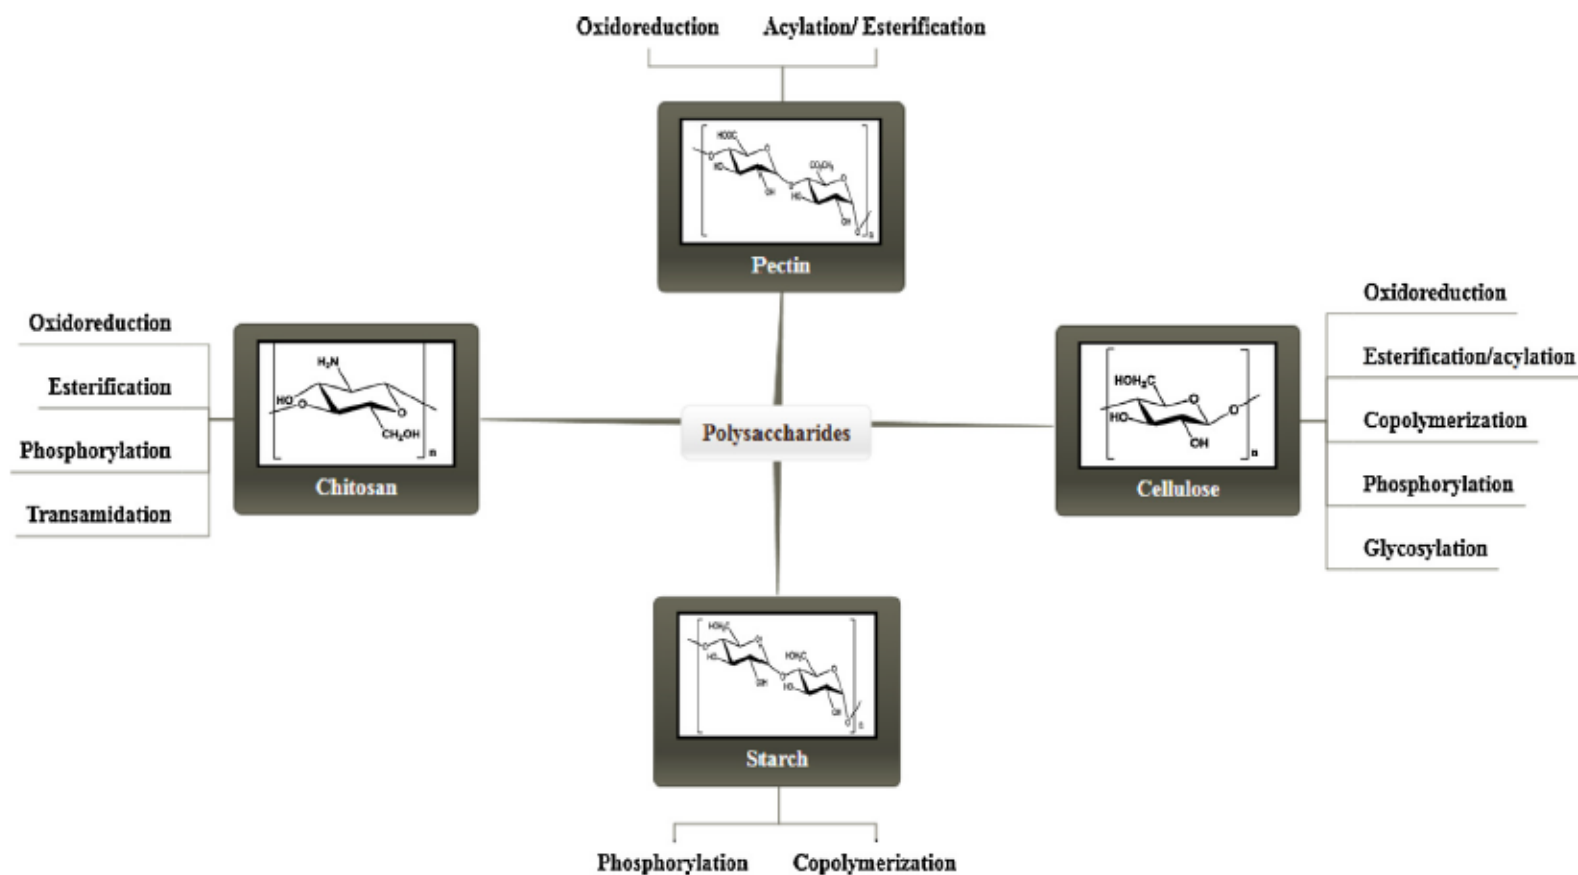 Oxidoreduction
Acylation/ Esterification
HOOC
O
O
HO
OH
CO₂CH₃
O
O
HO
OH
O
n
Pectin
Oxidoreduction
Esterification
Phosphorylation
Transamidation
H₂N
HO
O
O
CH₂OH
n
Chitosan
Polysaccharides
HOH₂C
O
O
HO
OH
n
Cellulose
Oxidoreduction
Esterification/acylation
Copolymerization
Phosphorylation
Glycosylation
HOH₂C
O
O
HO
OH
HOH₂C
O
O
HO
OH
O
n
Starch
Phosphorylation
Copolymerization